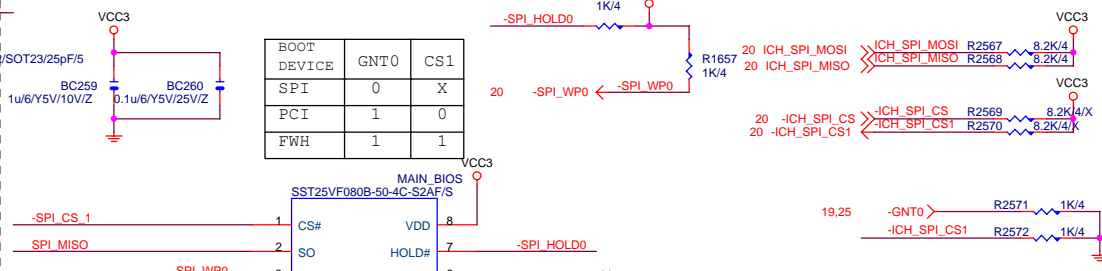 VCC3
/SOT23/25pF/5
BC259
1u/6/Y5V/10V/Z
BC260
0.1u/6/Y5V/25V/Z
BOOT DEVICE GNT0 CS1
SPI 0 X
PCI 1 0
FWH 1 1
-SPI_HOLD0
1K/4
R1657
1K/4
20 -SPI_WP0 -SPI_WP0
VCC3
20 ICH_SPI_MOSI ICH_SPI_MOSI R2567 8.2K/4
20 ICH_SPI_MISO ICH_SPI_MISO R2568 8.2K/4
VCC3
20 -ICH_SPI_CS -ICH_SPI_CS R2569 8.2K/4/X
20 -ICH_SPI_CS1 -ICH_SPI_CS1 R2570 8.2K/4/X
VCC3
MAIN_BIOS
SST25VF080B-50-4C-S2AF/S
-SPI_CS_1 1 CS# VDD 8
SPI_MISO 2 SO HOLD# 7 -SPI_HOLD0
SPI_WP0
19,25 -GNT0 R2571 1K/4
-ICH_SPI_CS1 R2572 1K/4